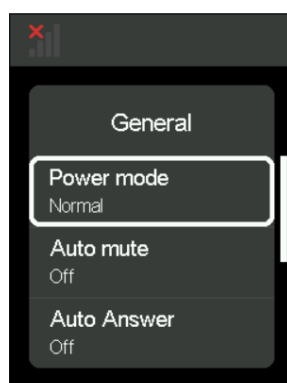 General
Power mode
Normal
Auto mute
Off
Auto Answer
Off